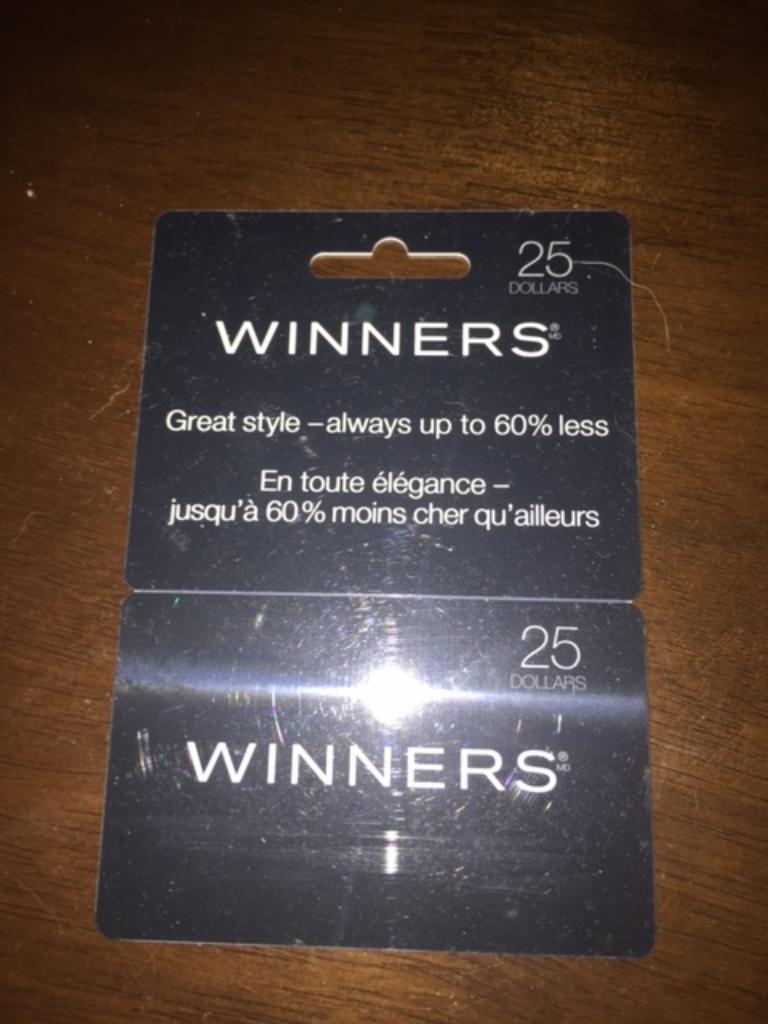 25
DOLLARS
WINNERS® MD
Great style – always up to 60% less
En toute élégance –
jusqu'à 60% moins cher qu'ailleurs
25
DOLLARS
WINNERS® MD